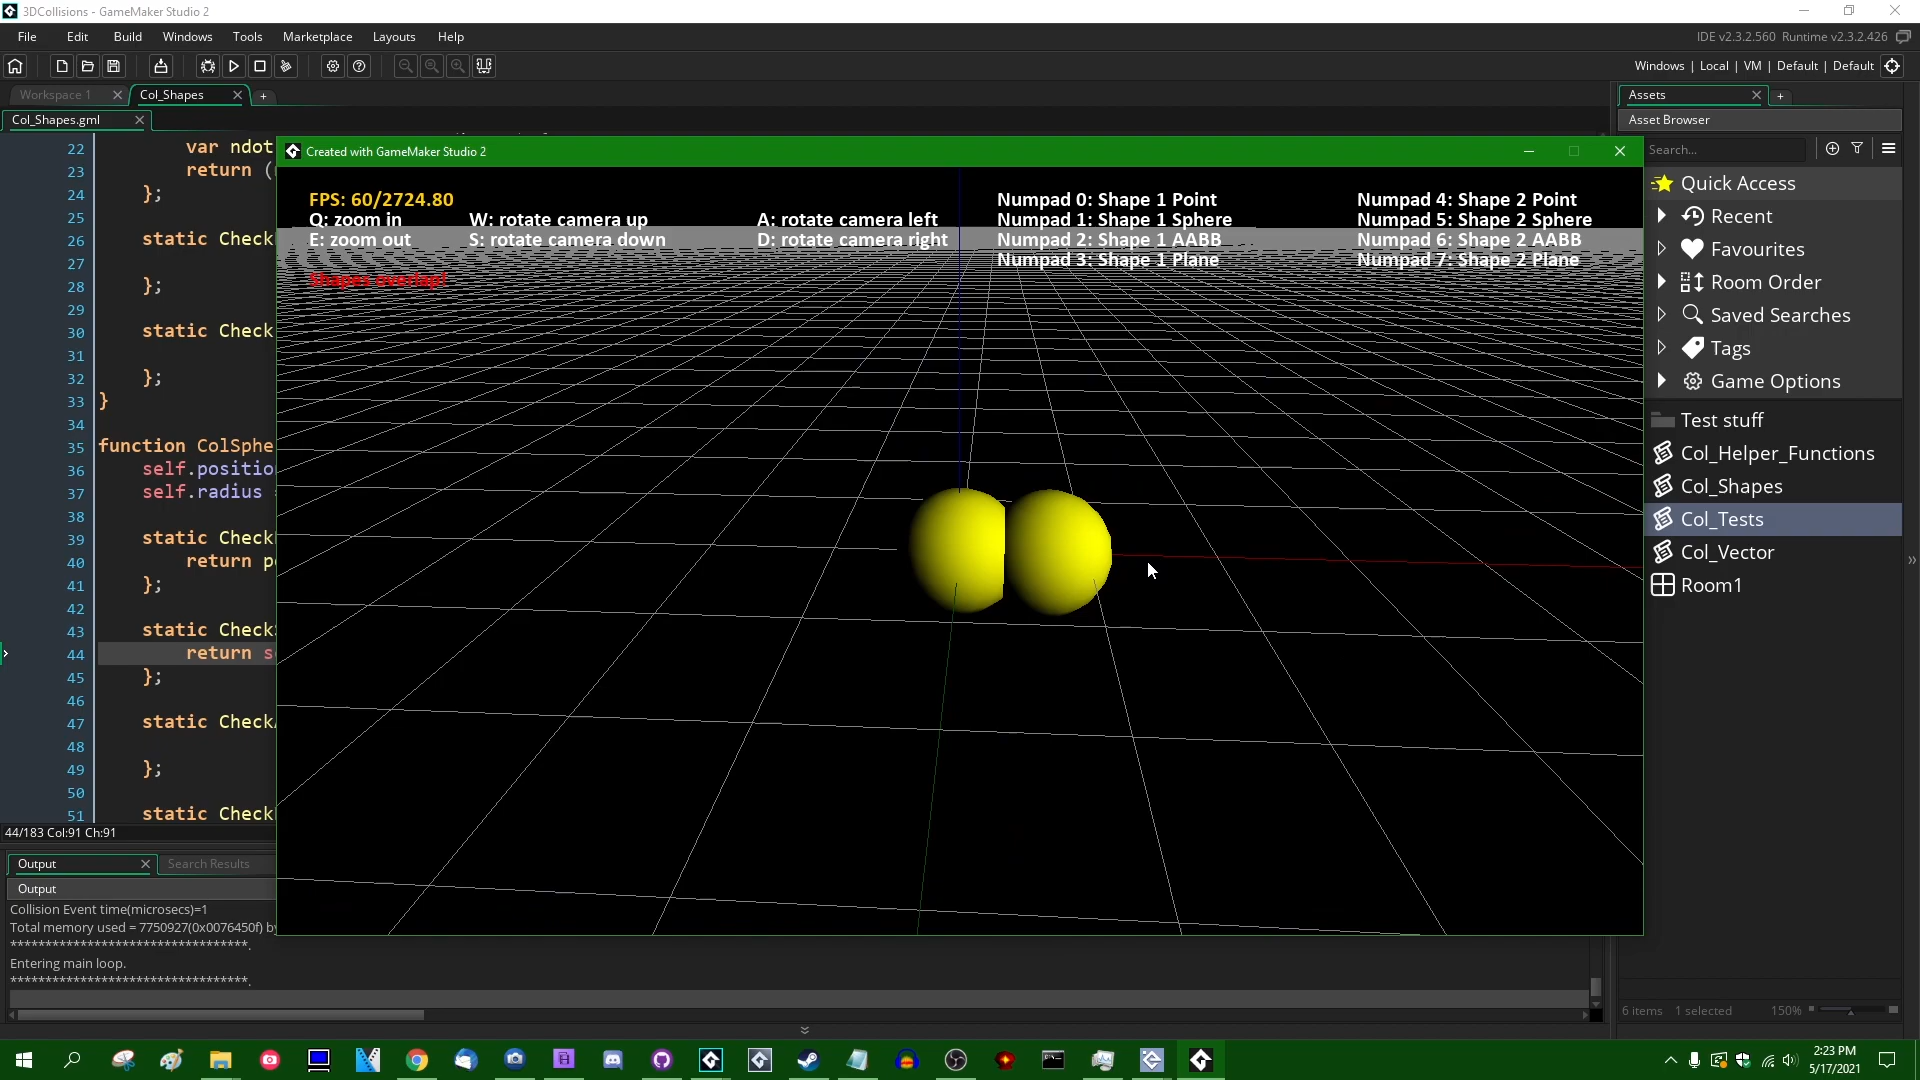 3DCollisions - GameMaker Studio 2
File Edit Build Windows Tools Marketplace Layouts Help
IDE v2.3.2.560 Runtime v2.3.2.426
Windows | Local | VM | Default | Default
Workspace 1
Col_Shapes
+
Assets
+
Col_Shapes.gml
Asset Browser
Search...
22 var ndot
23 return (
24 };
25
26 static Check
27
28 };
29
30 static Check
31
32 };
33 }
34
35 function ColSphe
36 self.positio
37 self.radius
38
39 static Check
40 return p
41 };
42
43 static Check
44 return s
45 };
46
47 static Check
48
49 };
50
51 static Check
44/183 Col:91 Ch:91
Created with GameMaker Studio 2
FPS: 60/2724.80
Q: zoom in W: rotate camera up A: rotate camera left
E: zoom out S: rotate camera down D: rotate camera right
Shapes overlap!
Numpad 0: Shape 1 Point
Numpad 1: Shape 1 Sphere
Numpad 2: Shape 1 AABB
Numpad 3: Shape 1 Plane
Numpad 4: Shape 2 Point
Numpad 5: Shape 2 Sphere
Numpad 6: Shape 2 AABB
Numpad 7: Shape 2 Plane
Quick Access
Recent
Favourites
Room Order
Saved Searches
Tags
Game Options
Test stuff
Col_Helper_Functions
Col_Shapes
Col_Tests
Col_Vector
Room1
6 items 1 selected 150%
Output
Search Results
Output
Collision Event time(microsecs)=1
Total memory used = 7750927(0x0076450f) by
*********************************.
Entering main loop.
*********************************.
2:23 PM
5/17/2021